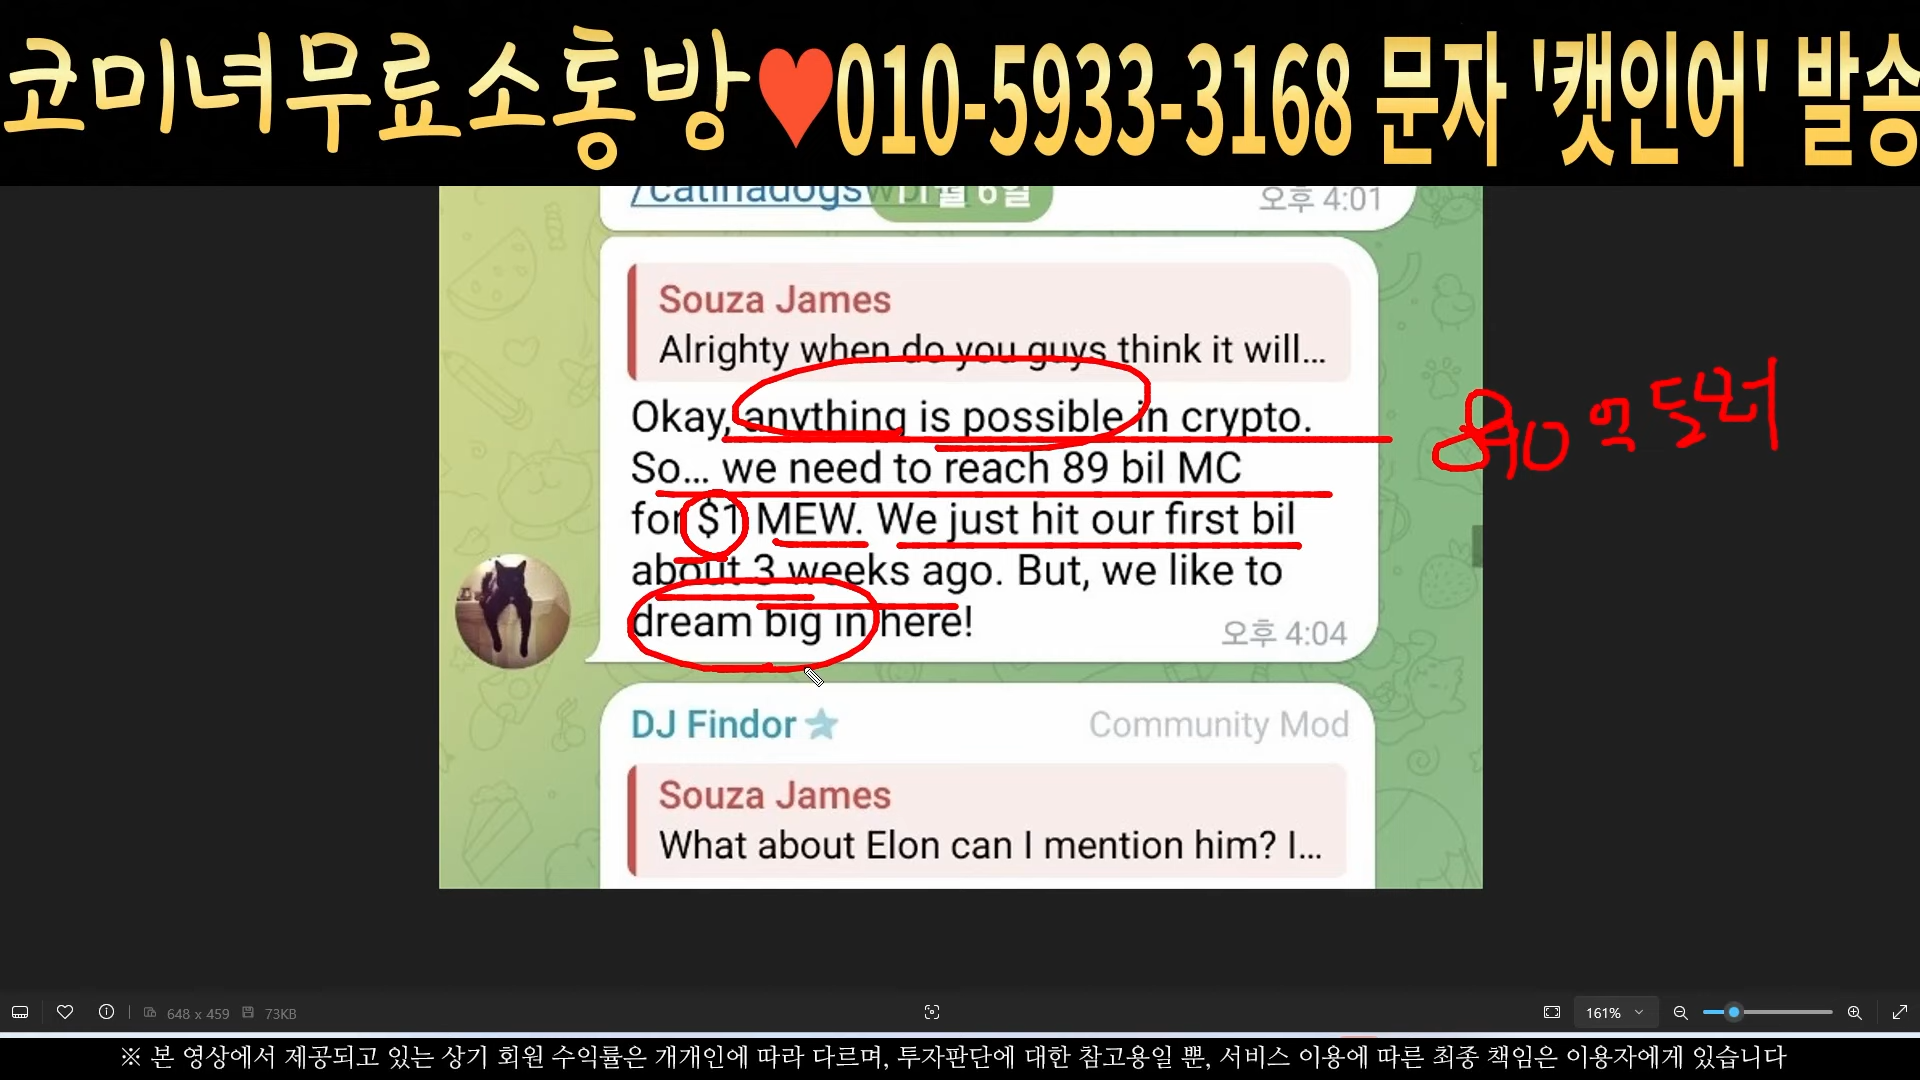 코미녀무료소통방♥010-5933-3168 문자 '캣인어' 발송
/catinadogsworld
11월 6일
오후 4:01
Souza James
Alrighty when do you guys think it will...
Okay, anything is possible in crypto.
So... we need to reach 89 bil MC
for $1 MEW. We just hit our first bil
about 3 weeks ago. But, we like to
dream big in here!
오후 4:04
890억 달러
DJ Findor
Community Mod
Souza James
What about Elon can I mention him? I...
648 x 459
73KB
161%
※ 본 영상에서 제공되고 있는 상기 회원 수익률은 개개인에 따라 다르며, 투자판단에 대한 참고용일 뿐, 서비스 이용에 따른 최종 책임은 이용자에게 있습니다